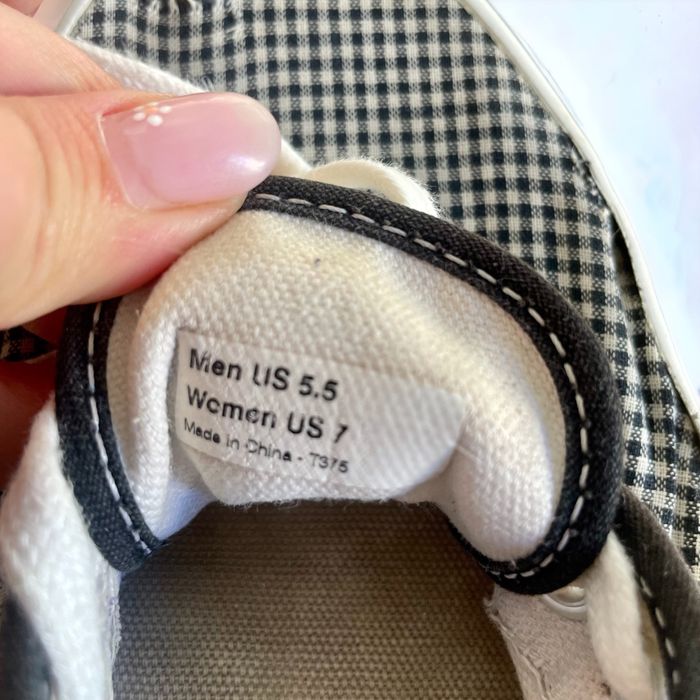 Men US 5.5
Women US 7
Made in China - T375